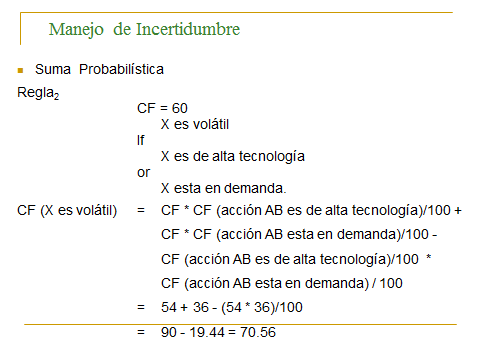 Manejo de Incertidumbre
Suma Probabilística
Regla2
CF = 60
X es volátil
If
X es de alta tecnología
or
X esta en demanda.
CF (X es volátil) = CF * CF (acción AB es de alta tecnología)/100 +
CF * CF (acción AB esta en demanda)/100 -
CF (acción AB es de alta tecnología)/100 *
CF (acción AB esta en demanda) / 100
= 54 + 36 - (54 * 36)/100
= 90 - 19.44 = 70.56